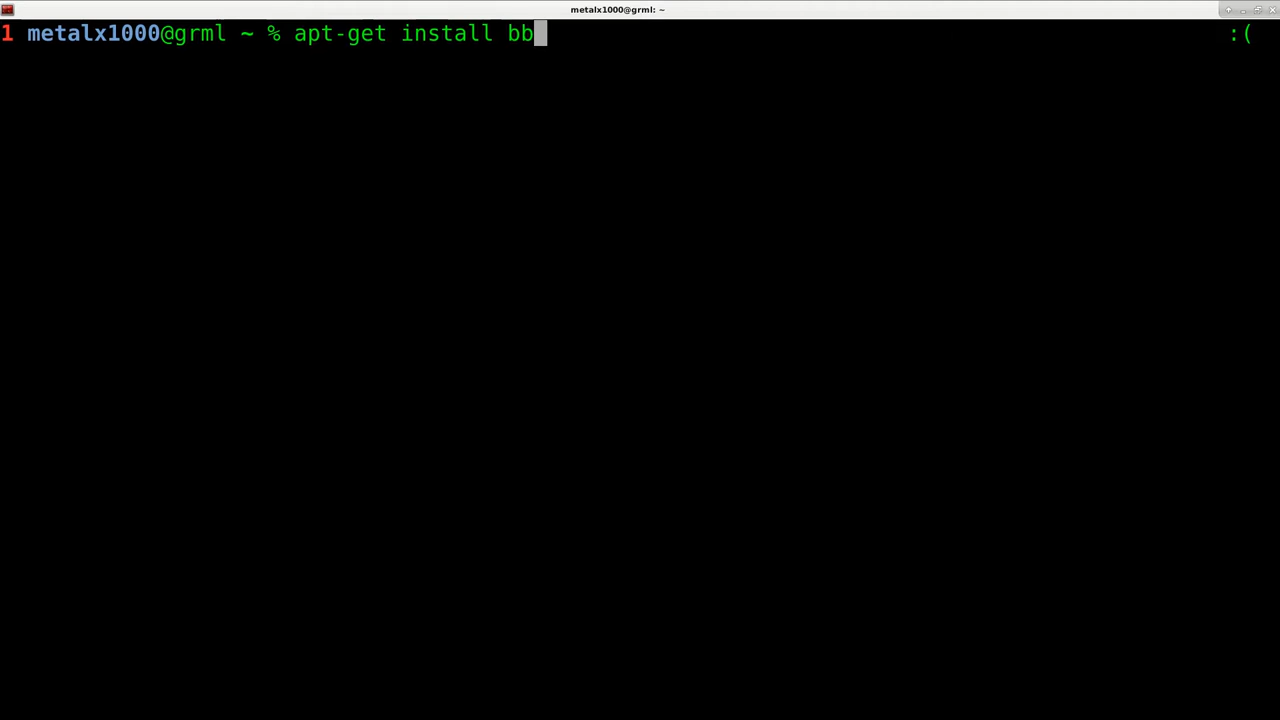 metalx1000@grml: ~
1 metalx1000@grml ~ % apt-get install bb :(